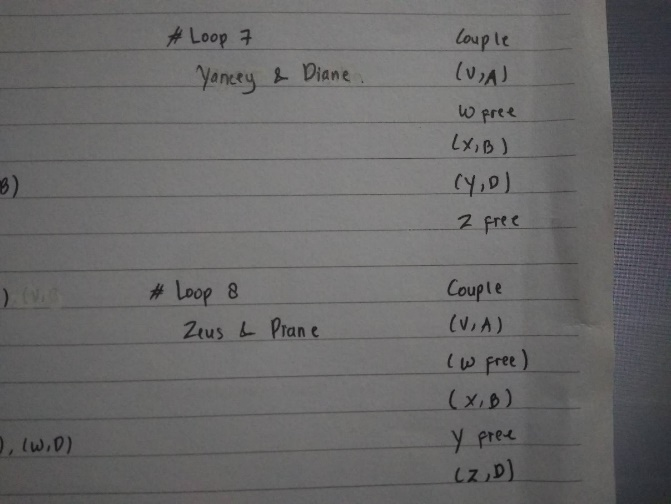 # Loop 7
Yancey & Diane
Couple
(V,A)
W free
(X,B)
(Y,D)
Z free
B)
)
# Loop 8
Zeus & Diane
Couple
(V,A)
(W free)
(X,B)
Y free
(Z,D)
), (W,D)